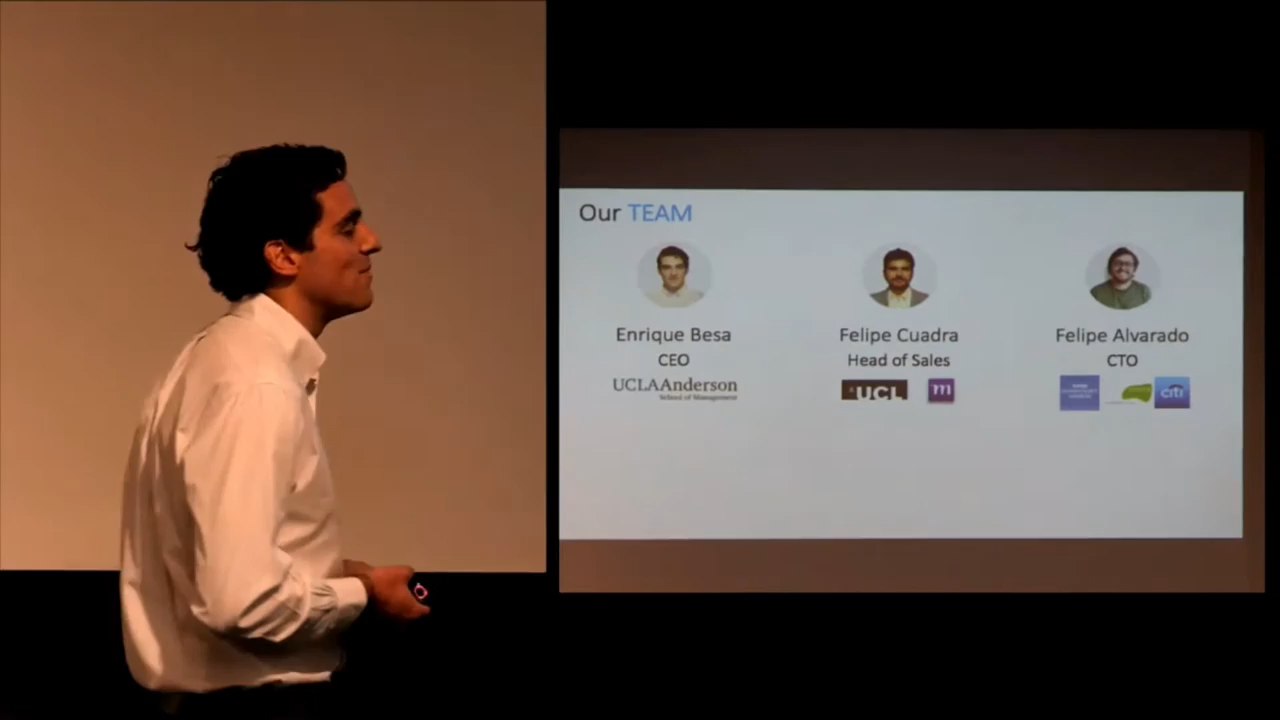 Our TEAM
Enrique Besa
CEO
UCLAAnderson
School of Management
Felipe Cuadra
Head of Sales
UCL
m
Felipe Alvarado
CTO
citi